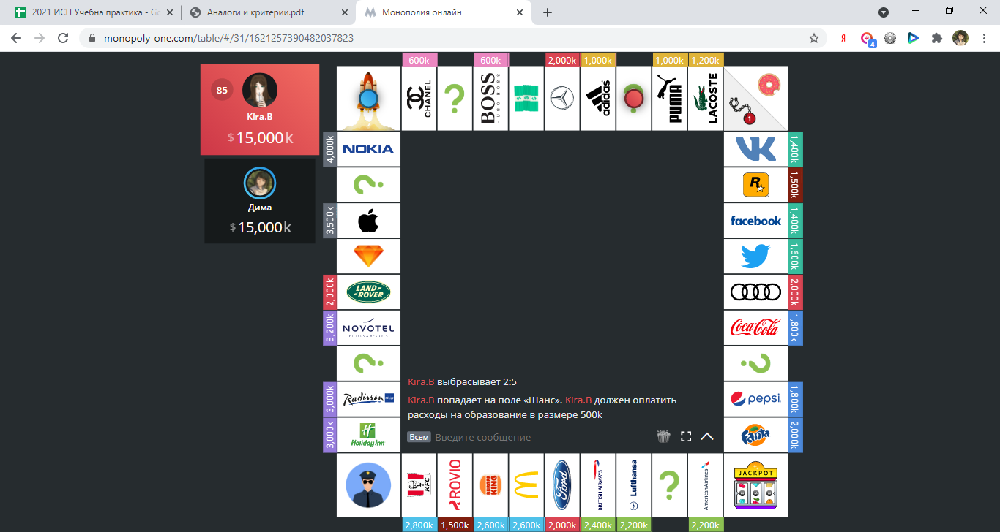 2021 ИСП Учебна практика - Go
Аналоги и критерии.pdf
Монополия онлайн
monopoly-one.com/table/#/31/1621257390482037823
Я
4
85
Kira.B
$ 15,000 k
Дима
$ 15,000 k
600k
600k
2,000k
1,000k
1,000k
1,200k
CHANEL
?
BOSS
HUGO BOSS
adidas
?
PUMA
LACOSTE
1
4,000k
NOKIA
VK
1,400k
?
R
1,500k
3,500k
facebook
1,400k
1,600k
2,000k
LAND-
-ROVER
2,000k
3,200k
NOVOTEL
HOTELS & RESORTS
Coca-Cola
1,800k
?
?
3,000k
Radisson BLU
pepsi
1,800k
3,000k
Holiday Inn
Fanta
2,000k
Kira.B выбрасывает 2:5
Kira.B попадает на поле «Шанс». Kira.B должен оплатить
расходы на образование в размере 500k
Всем
Введите сообщение
KFC
ROVIO
BURGER
KING
Ford
BRITISH AIRWAYS
Lufthansa
?
AmericanAirlines
JACKPOT
2,800k
1,500k
2,600k
2,600k
2,000k
2,400k
2,200k
2,200k